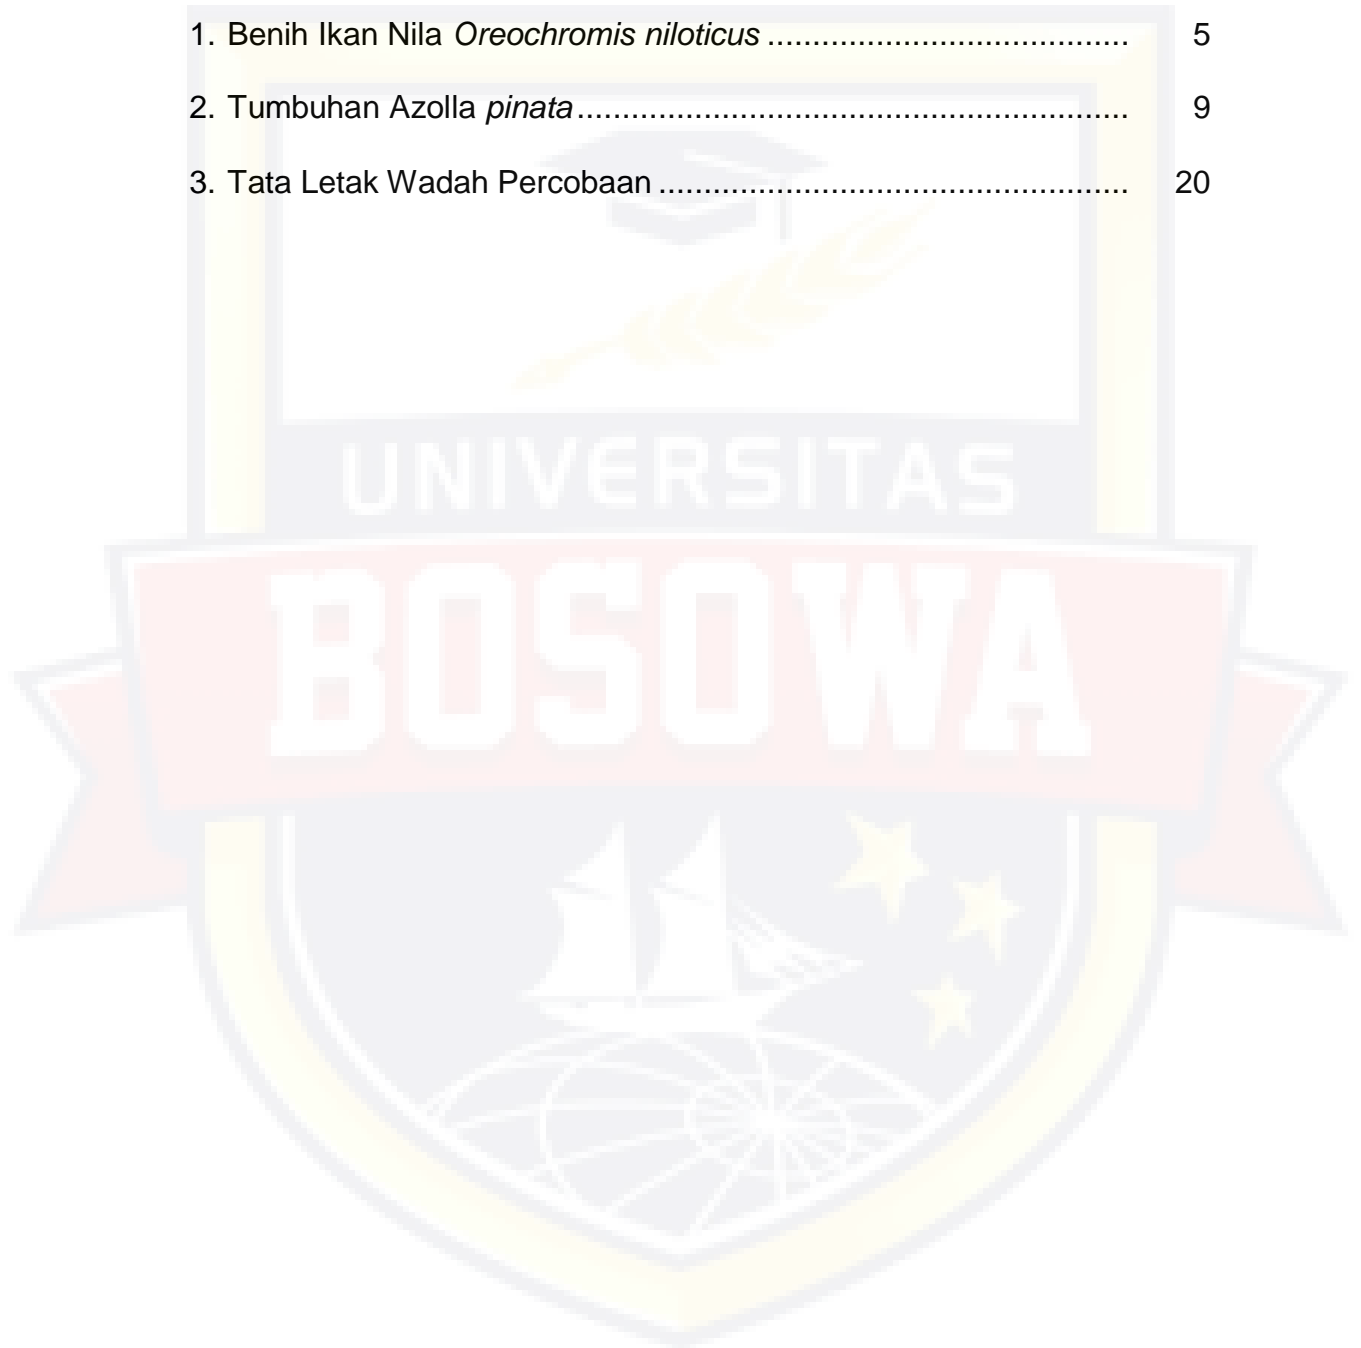 1. Benih Ikan Nila Oreochromis niloticus ........................................ 5
2. Tumbuhan Azolla pinata............................................................. 9
3. Tata Letak Wadah Percobaan .................................................... 20
UNIVERSITAS
BOSOWA